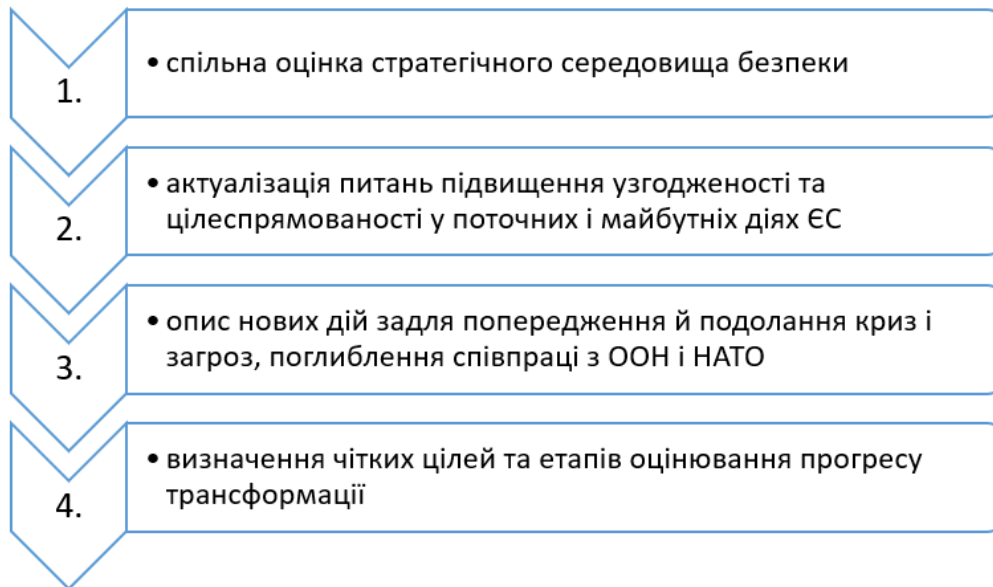 1.
• спільна оцінка стратегічного середовища безпеки
2.
• актуалізація питань підвищення узгодженості та
цілеспрямованості у поточних і майбутніх діях ЄС
3.
• опис нових дій задля попередження й подолання криз і
загроз, поглиблення співпраці з ООН і НАТО
4.
• визначення чітких цілей та етапів оцінювання прогресу
трансформації